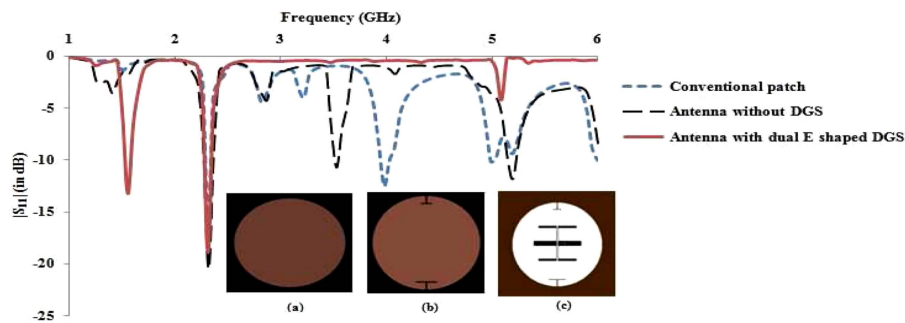 Frequency (GHz)
1 2 3 4 5 6
0
-5
-10
-15
-20
-25
|S11| (in dB)
Conventional patch
Antenna without DGS
Antenna with dual E shaped DGS
(a) (b) (c)